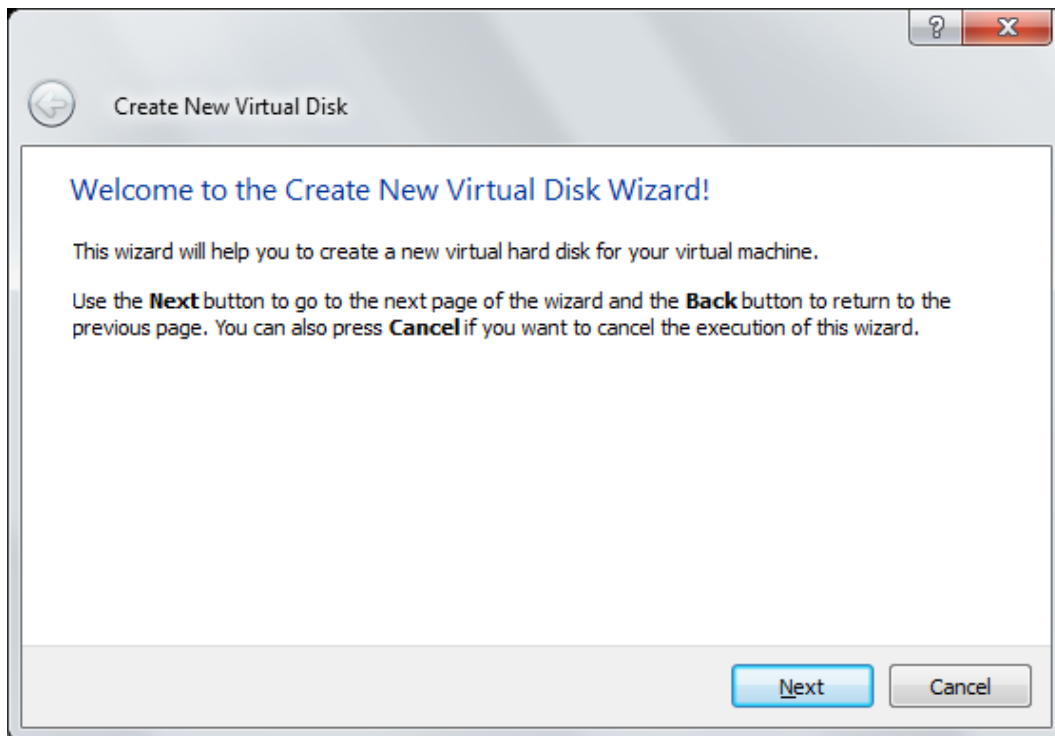 Create New Virtual Disk
Welcome to the Create New Virtual Disk Wizard!
This wizard will help you to create a new virtual hard disk for your virtual machine.
Use the Next button to go to the next page of the wizard and the Back button to return to the
previous page. You can also press Cancel if you want to cancel the execution of this wizard.
Next Cancel